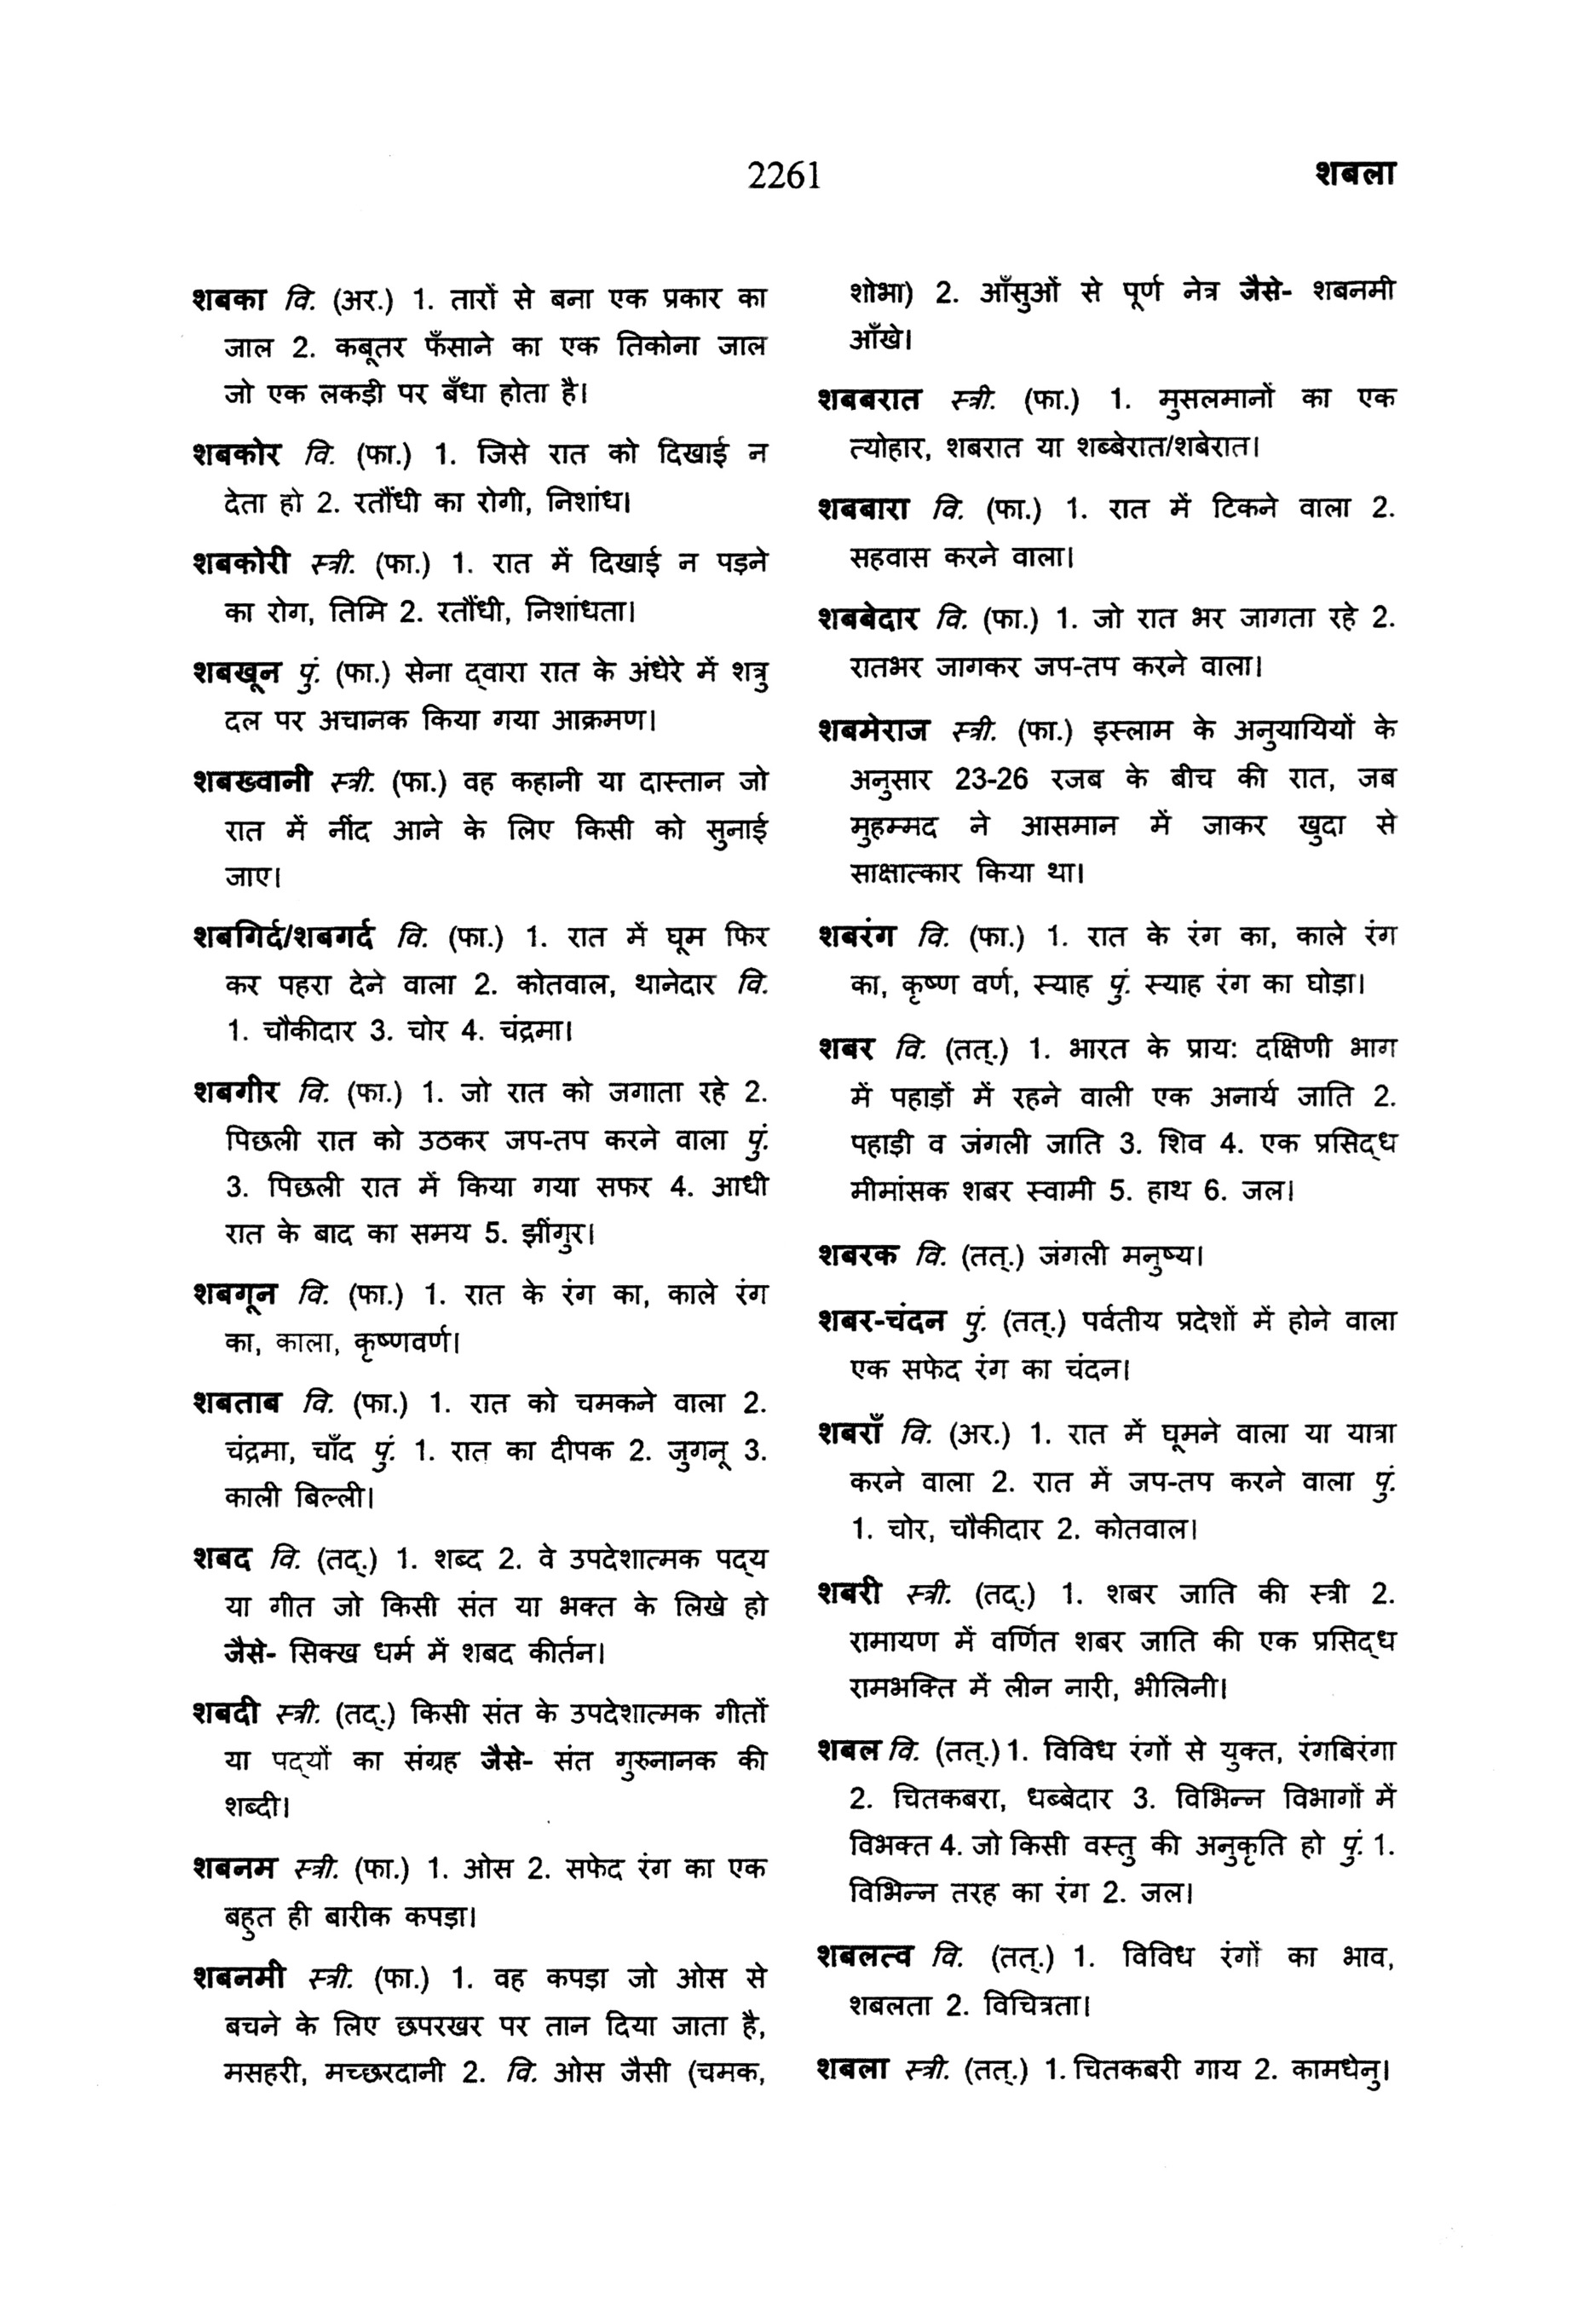 2261
शबला
शबका वि. (अर.) 1. तारों से बना एक प्रकार का
जाल 2. कबूतर फँसाने का एक तिकोना जाल
जो एक लकड़ी पर बँधा होता है।
शबकोर वि. (फा.) 1. जिसे रात को दिखाई न
देता हो 2. रतौंधी का रोगी, निशांध।
शबकोरी स्त्री. (फा.) 1. रात में दिखाई न पड़ने
का रोग, तिमि 2. रतौंधी, निशांधता।
शबखून पुं. (फा.) सेना द्वारा रात के अंधेरे में शत्रु
दल पर अचानक किया गया आक्रमण।
शबख्वानी स्त्री. (फा.) वह कहानी या दास्तान जो
रात में नींद आने के लिए किसी को सुनाई
जाए।
शबगिर्द/शबगर्द वि. (फा.) 1. रात में घूम फिर
कर पहरा देने वाला 2. कोतवाल, थानेदार वि.
1. चौकीदार 3. चोर 4. चंद्रमा।
शबगीर वि. (फा.) 1. जो रात को जगाता रहे 2.
पिछली रात को उठकर जप-तप करने वाला पुं.
3. पिछली रात में किया गया सफर 4. आधी
रात के बाद का समय 5. झींगुर।
शबगून वि. (फा.) 1. रात के रंग का, काले रंग
का, काला, कृष्णवर्ण।
शबताब वि. (फा.) 1. रात को चमकने वाला 2.
चंद्रमा, चाँद पुं. 1. रात का दीपक 2. जुगनू 3.
काली बिल्ली।
शबद वि. (तद्.) 1. शब्द 2. वे उपदेशात्मक पद्य
या गीत जो किसी संत या भक्त के लिखे हो
जैसे- सिक्ख धर्म में शबद कीर्तन।
शबदी स्त्री. (तद्.) किसी संत के उपदेशात्मक गीतों
या पद्यों का संग्रह जैसे- संत गुरुनानक की
शब्दी।
शबनम स्त्री. (फा.) 1. ओस 2. सफेद रंग का एक
बहुत ही बारीक कपड़ा।
शबनमी स्त्री. (फा.) 1. वह कपड़ा जो ओस से
बचने के लिए छपरखर पर तान दिया जाता है,
मसहरी, मच्छरदानी 2. वि. ओस जैसी (चमक,
शोभा) 2. आँसुओं से पूर्ण नेत्र जैसे- शबनमी
आँखे।
शबबरात स्त्री. (फा.) 1. मुसलमानों का एक
त्योहार, शबरात या शब्बेरात/शबेरात।
शबबारा वि. (फा.) 1. रात में टिकने वाला 2.
सहवास करने वाला।
शबबेदार वि. (फा.) 1. जो रात भर जागता रहे 2.
रातभर जागकर जप-तप करने वाला।
शबमेराज स्त्री. (फा.) इस्लाम के अनुयायियों के
अनुसार 23-26 रजब के बीच की रात, जब
मुहम्मद ने आसमान में जाकर खुदा से
साक्षात्कार किया था।
शबरंग वि. (फा.) 1. रात के रंग का, काले रंग
का, कृष्ण वर्ण, स्याह पुं. स्याह रंग का घोड़ा।
शबर वि. (तत्.) 1. भारत के प्राय: दक्षिणी भाग
में पहाड़ों में रहने वाली एक अनार्य जाति 2.
पहाड़ी व जंगली जाति 3. शिव 4. एक प्रसिद्ध
मीमांसक शबर स्वामी 5. हाथ 6. जल।
शबरक वि. (तत्.) जंगली मनुष्य।
शबर-चंदन पुं. (तत्.) पर्वतीय प्रदेशों में होने वाला
एक सफेद रंग का चंदन।
शबराँ वि. (अर.) 1. रात में घूमने वाला या यात्रा
करने वाला 2. रात में जप-तप करने वाला पुं.
1. चोर, चौकीदार 2. कोतवाल।
शबरी स्त्री. (तद्.) 1. शबर जाति की स्त्री 2.
रामायण में वर्णित शबर जाति की एक प्रसिद्ध
रामभक्ति में लीन नारी, भीलिनी।
शबल वि. (तत्.) 1. विविध रंगों से युक्त, रंगबिरंगा
2. चितकबरा, धब्बेदार 3. विभिन्न विभागों में
विभक्त 4. जो किसी वस्तु की अनुकृति हो पुं. 1.
विभिन्न तरह का रंग 2. जल।
शबलत्व वि. (तत्.) 1. विविध रंगों का भाव,
शबलता 2. विचित्रता।
शबला स्त्री. (तत्.) 1. चितकबरी गाय 2. कामधेनु।